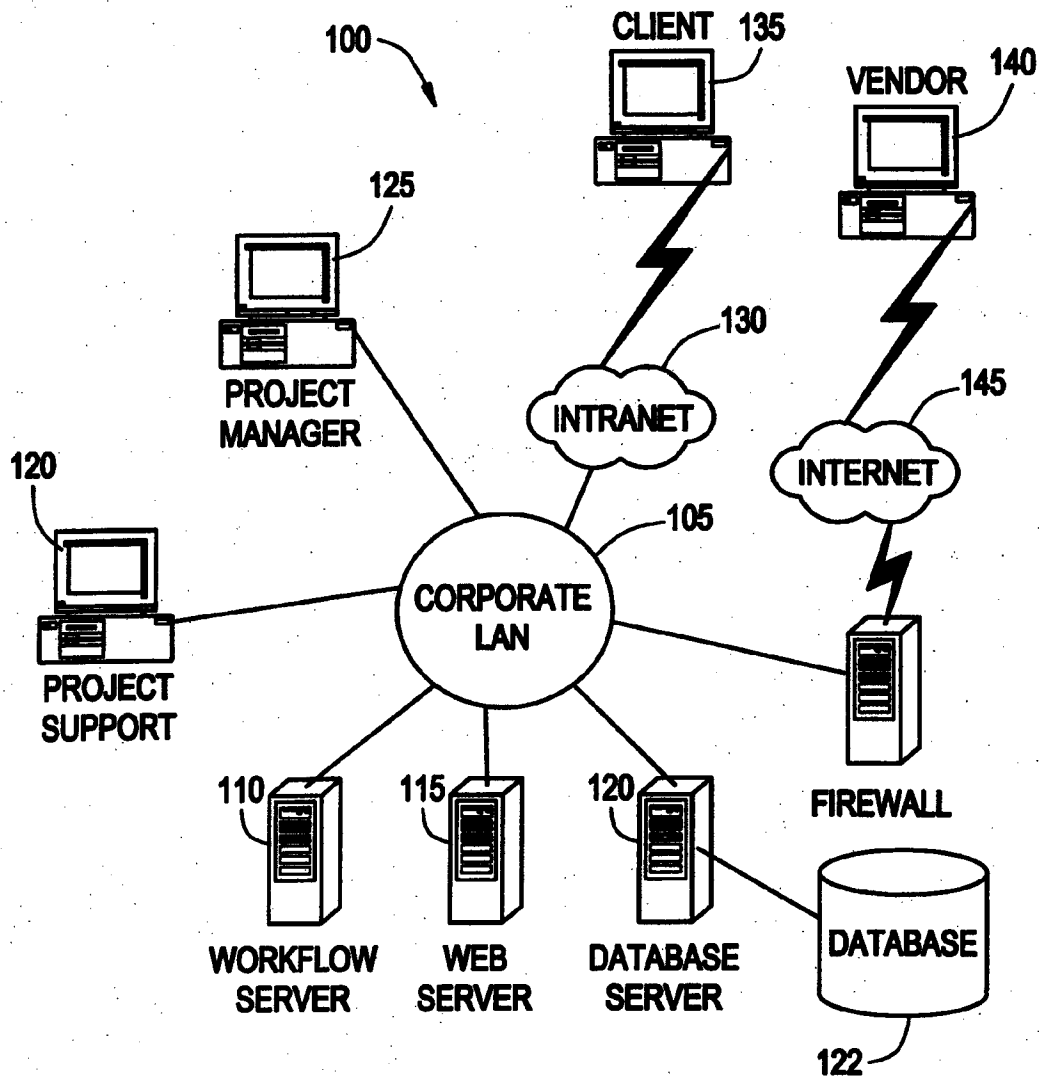 100
CLIENT
135
VENDOR
140
125
PROJECT
MANAGER
130
INTRANET
145
INTERNET
120
PROJECT
SUPPORT
105
CORPORATE
LAN
110
WORKFLOW
SERVER
115
WEB
SERVER
120
DATABASE
SERVER
FIREWALL
DATABASE
122